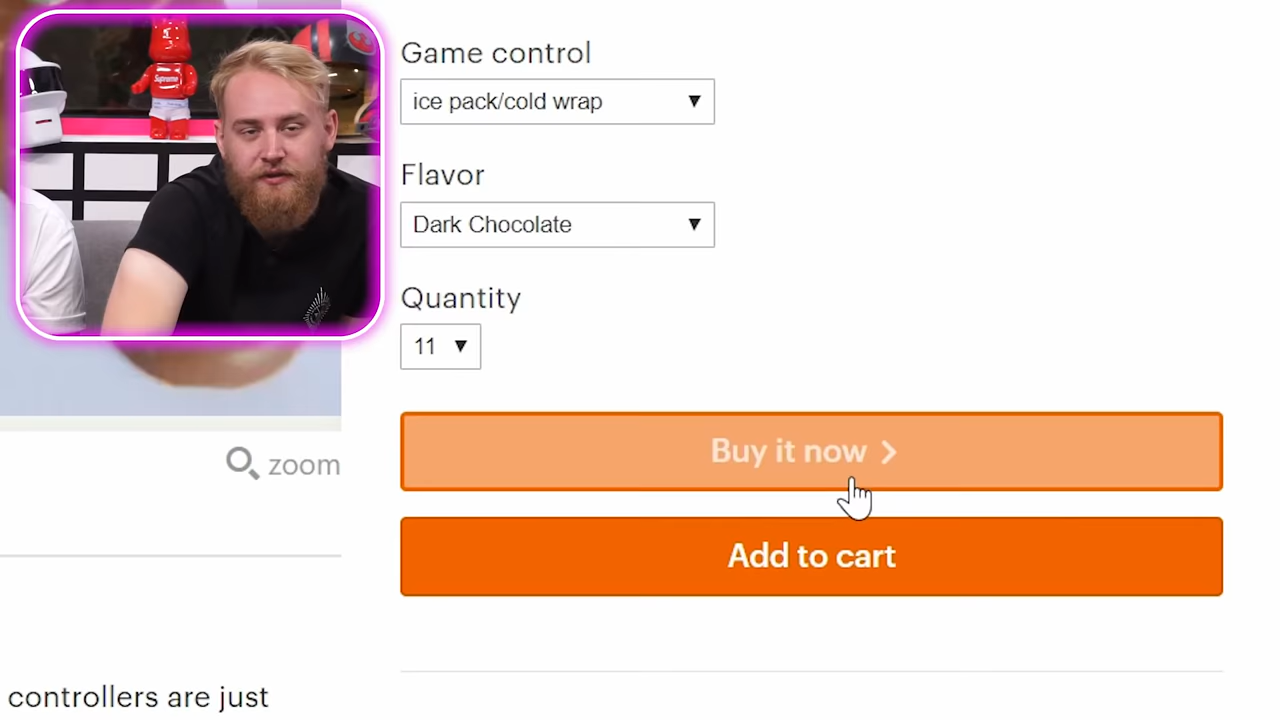 Supreme
Game control
ice pack/cold wrap
Flavor
Dark Chocolate
Quantity
11
Buy it now
zoom
Add to cart
controllers are just